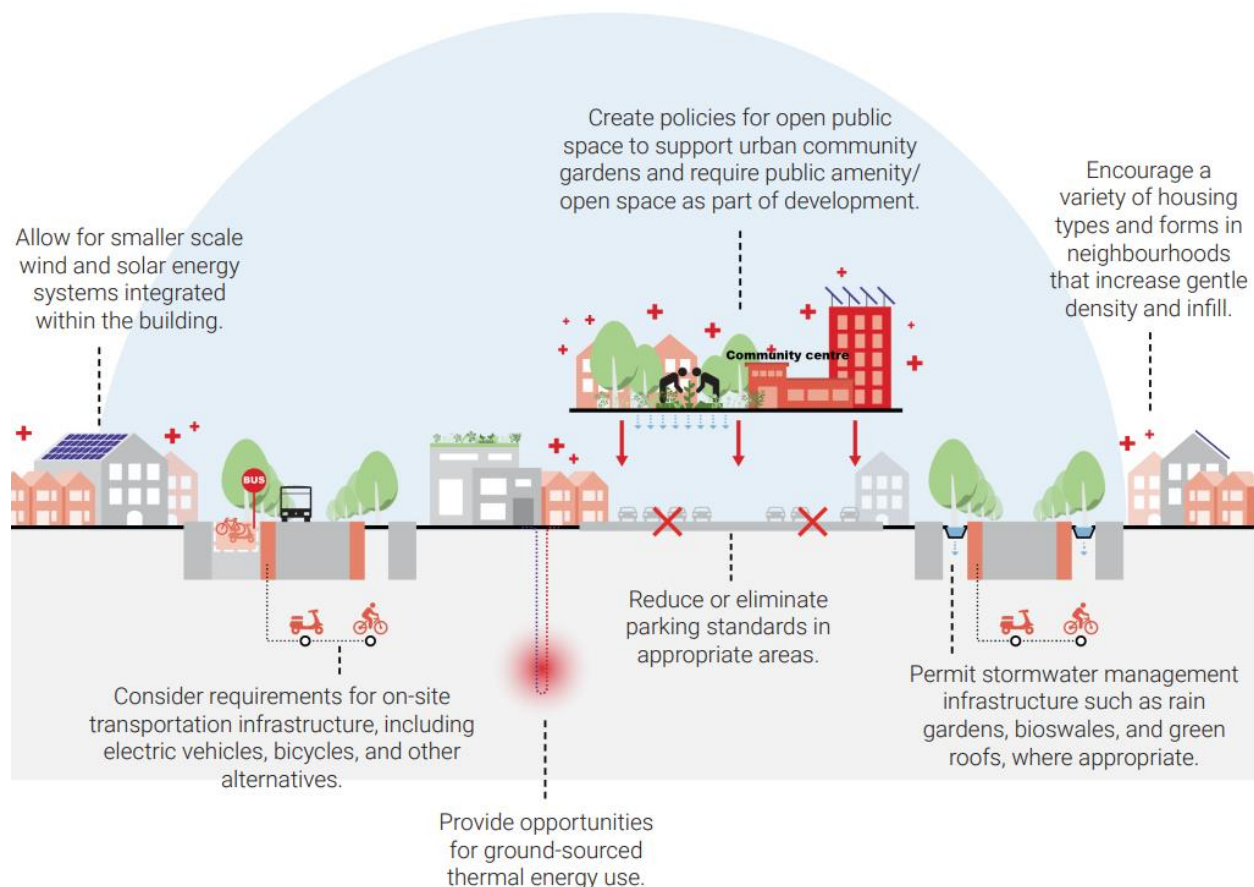 Create policies for open public
space to support urban community
gardens and require public amenity/
open space as part of development.
Encourage a
variety of housing
types and forms in
neighbourhoods
that increase gentle
density and infill.
Allow for smaller scale
wind and solar energy
systems integrated
within the building.
Community centre
BUS
Reduce or eliminate
parking standards in
appropriate areas.
Consider requirements for on-site
transportation infrastructure, including
electric vehicles, bicycles, and other
alternatives.
Permit stormwater management
infrastructure such as rain
gardens, bioswales, and green
roofs, where appropriate.
Provide opportunities
for ground-sourced
thermal energy use.